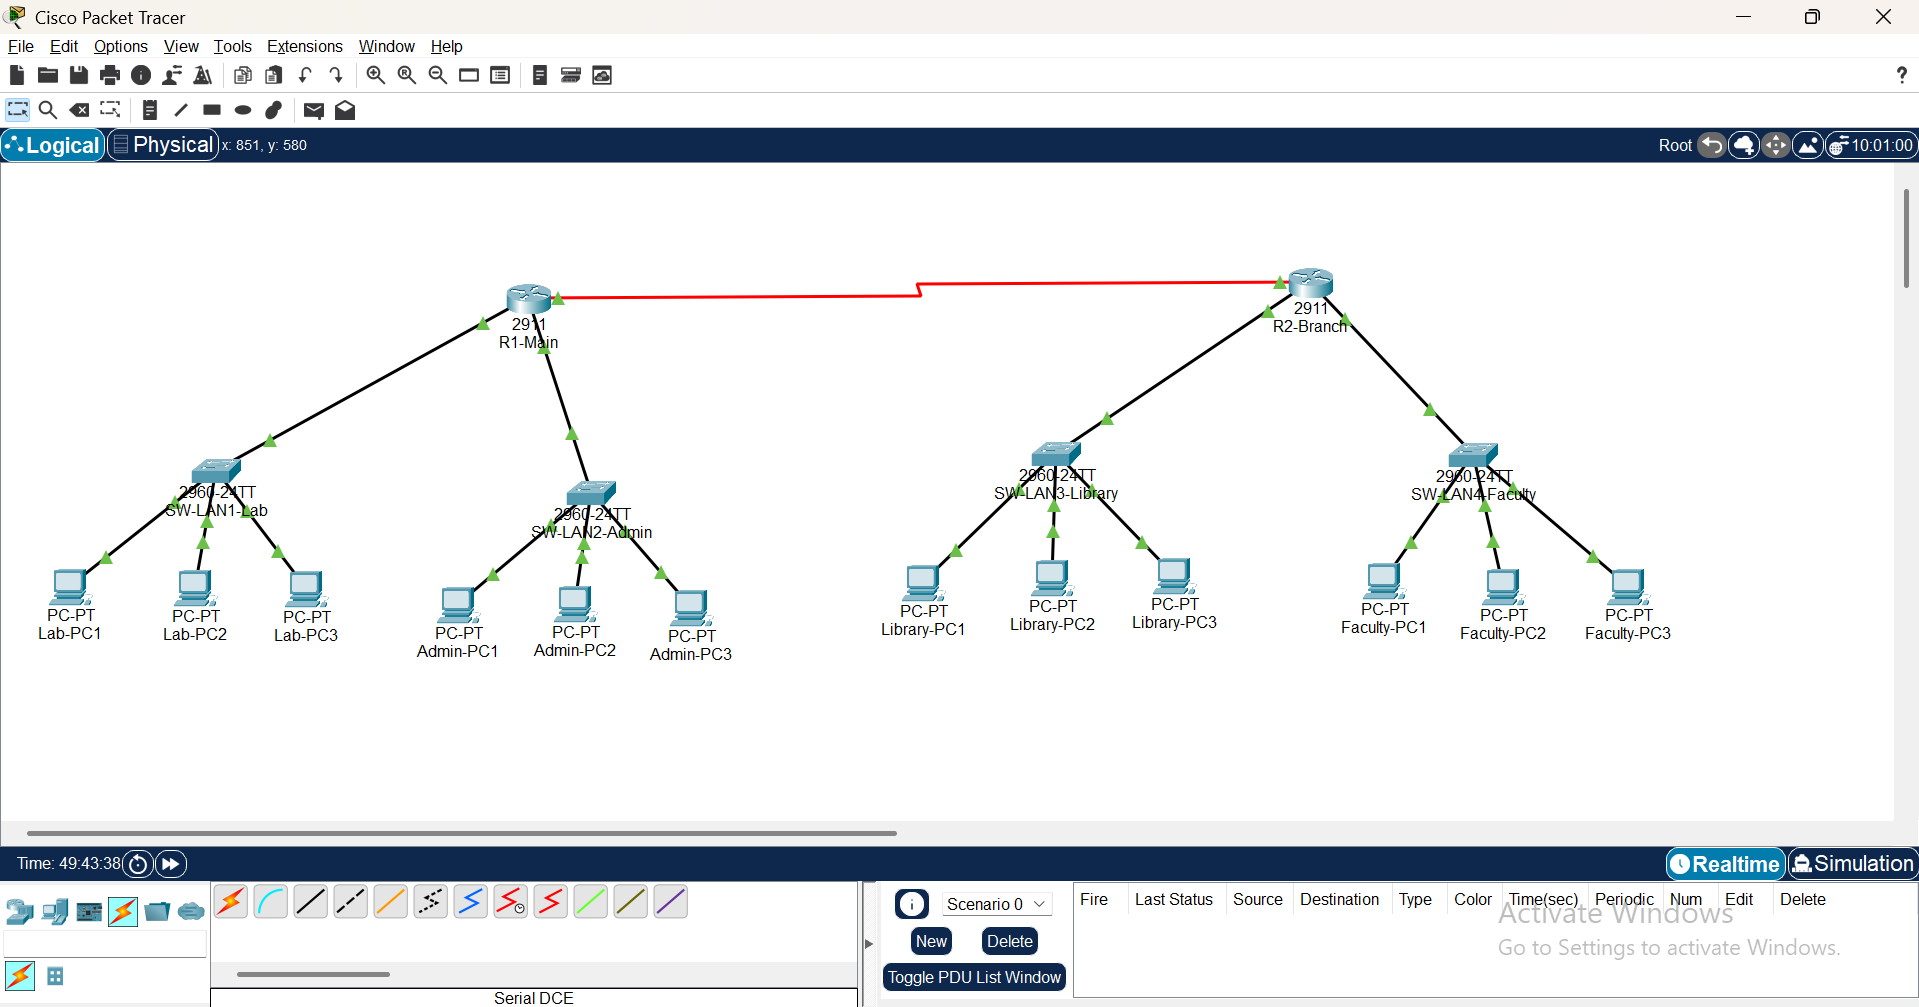 Cisco Packet Tracer
File Edit Options View Tools Extensions Window Help
Logical Physical x: 851, y: 580 Root 10:01:00
2911
R1-Main
2911
R2-Branch
2960-24TT
SW-LAN1-Lab
2960-24TT
SW-LAN2-Admin
2960-24TT
SW-LAN3-Library
2960-24TT
SW-LAN4-Faculty
PC-PT
Lab-PC1
PC-PT
Lab-PC2
PC-PT
Lab-PC3
PC-PT
Admin-PC1
PC-PT
Admin-PC2
PC-PT
Admin-PC3
PC-PT
Library-PC1
PC-PT
Library-PC2
PC-PT
Library-PC3
PC-PT
Faculty-PC1
PC-PT
Faculty-PC2
PC-PT
Faculty-PC3
Time: 49:43:38 Realtime Simulation
Scenario 0
New Delete
Toggle PDU List Window
Fire Last Status Source Destination Type Color Time(sec) Periodic Num Edit Delete
Activate Windows
Go to Settings to activate Windows.
Serial DCE